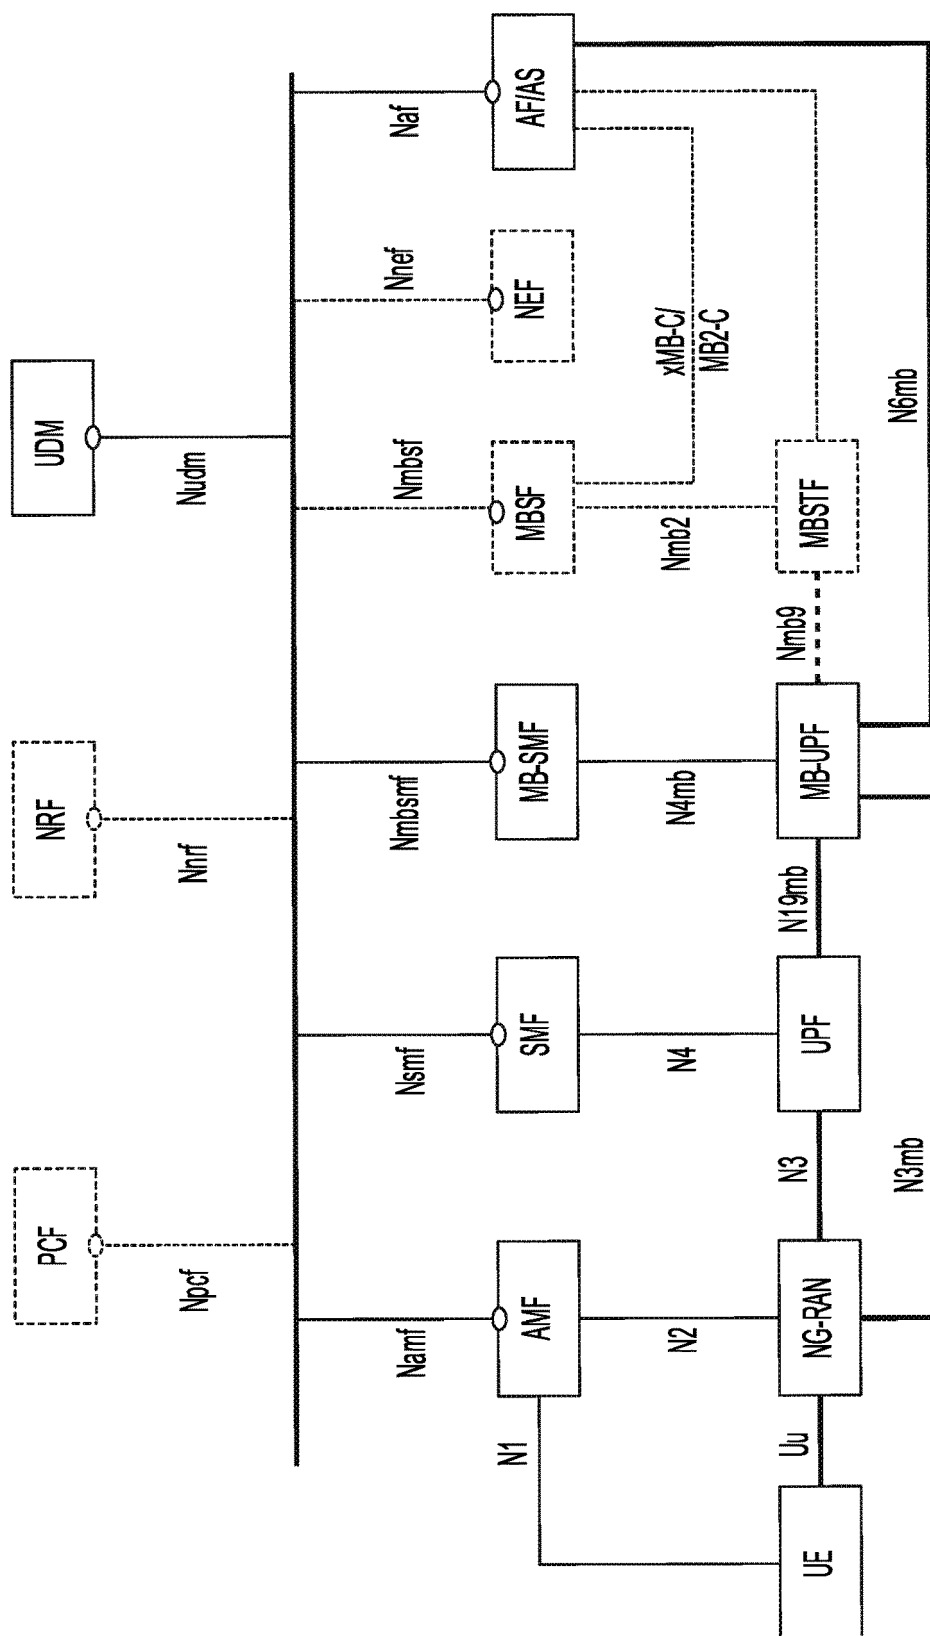 PCF
NRF
UDM
Npcf
Nnrf
Nudm
Namf
Nsmf
Nmbsmf
Nmbsf
Nnef
Naf
N1
AMF
SMF
MB-SMF
MBSF
NEF
AF/AS
N2
N4
N4mb
Nmb2
xMB-C/
MB2-C
Uu
N3
N19mb
Nmb9
UE
NG-RAN
UPF
MB-UPF
MBSTF
N3mb
N6mb